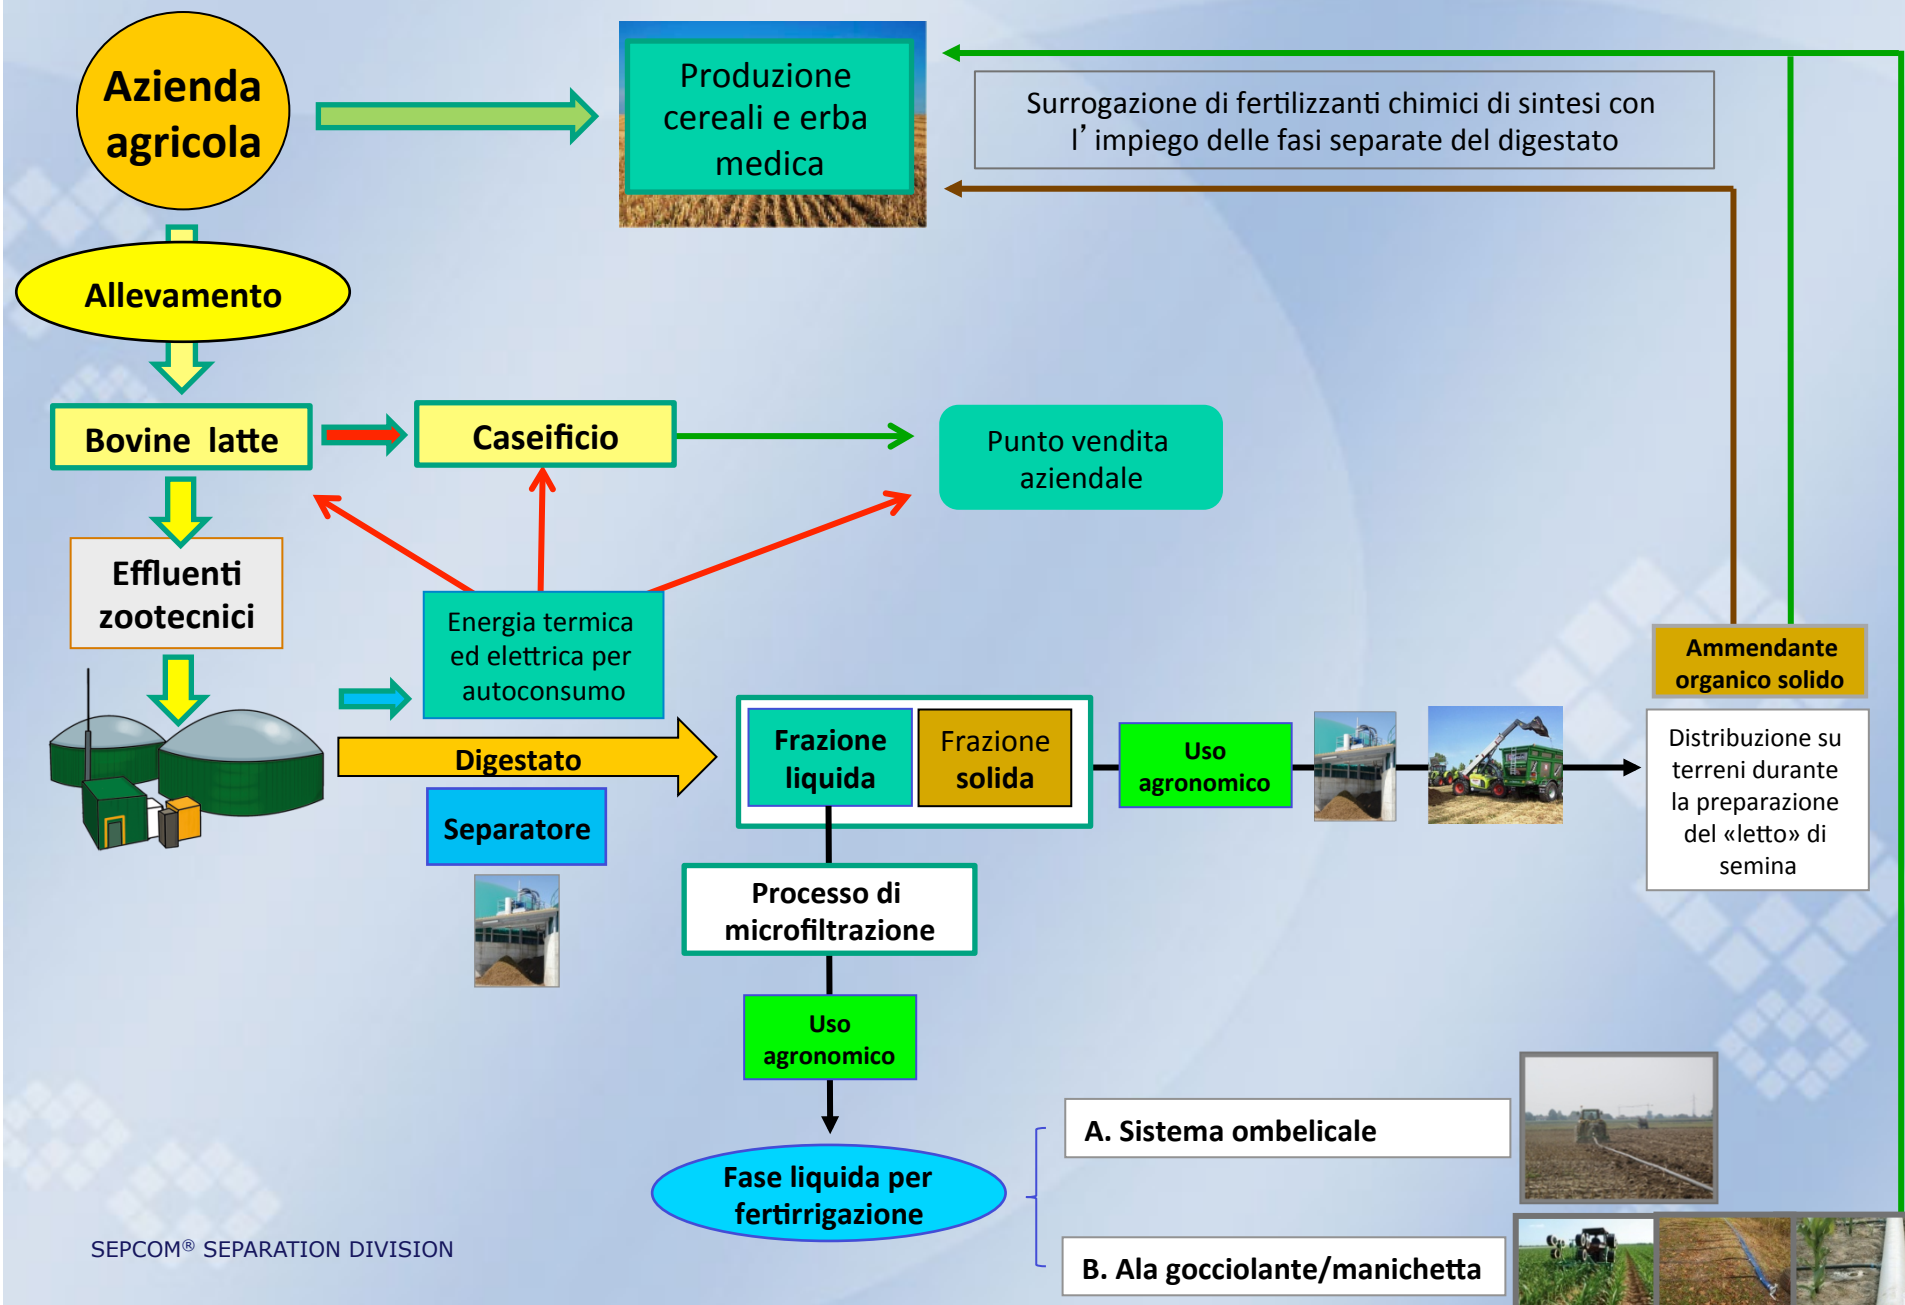 Azienda
agricola
Produzione
cereali e erba
medica
Surrogazione di fertilizzanti chimici di sintesi con
l’ impiego delle fasi separate del digestato
Allevamento
Bovine latte
Caseificio
Punto vendita
aziendale
Effluenti
zootecnici
Energia termica
ed elettrica per
autoconsumo
Ammendante
organico solido
Digestato
Frazione
liquida
Frazione
solida
Uso
agronomico
Distribuzione su
terreni durante
la preparazione
del «letto» di
semina
Separatore
Processo di
microfiltrazione
Uso
agronomico
A. Sistema ombelicale
Fase liquida per
fertirrigazione
B. Ala gocciolante/manichetta
SEPCOM® SEPARATION DIVISION